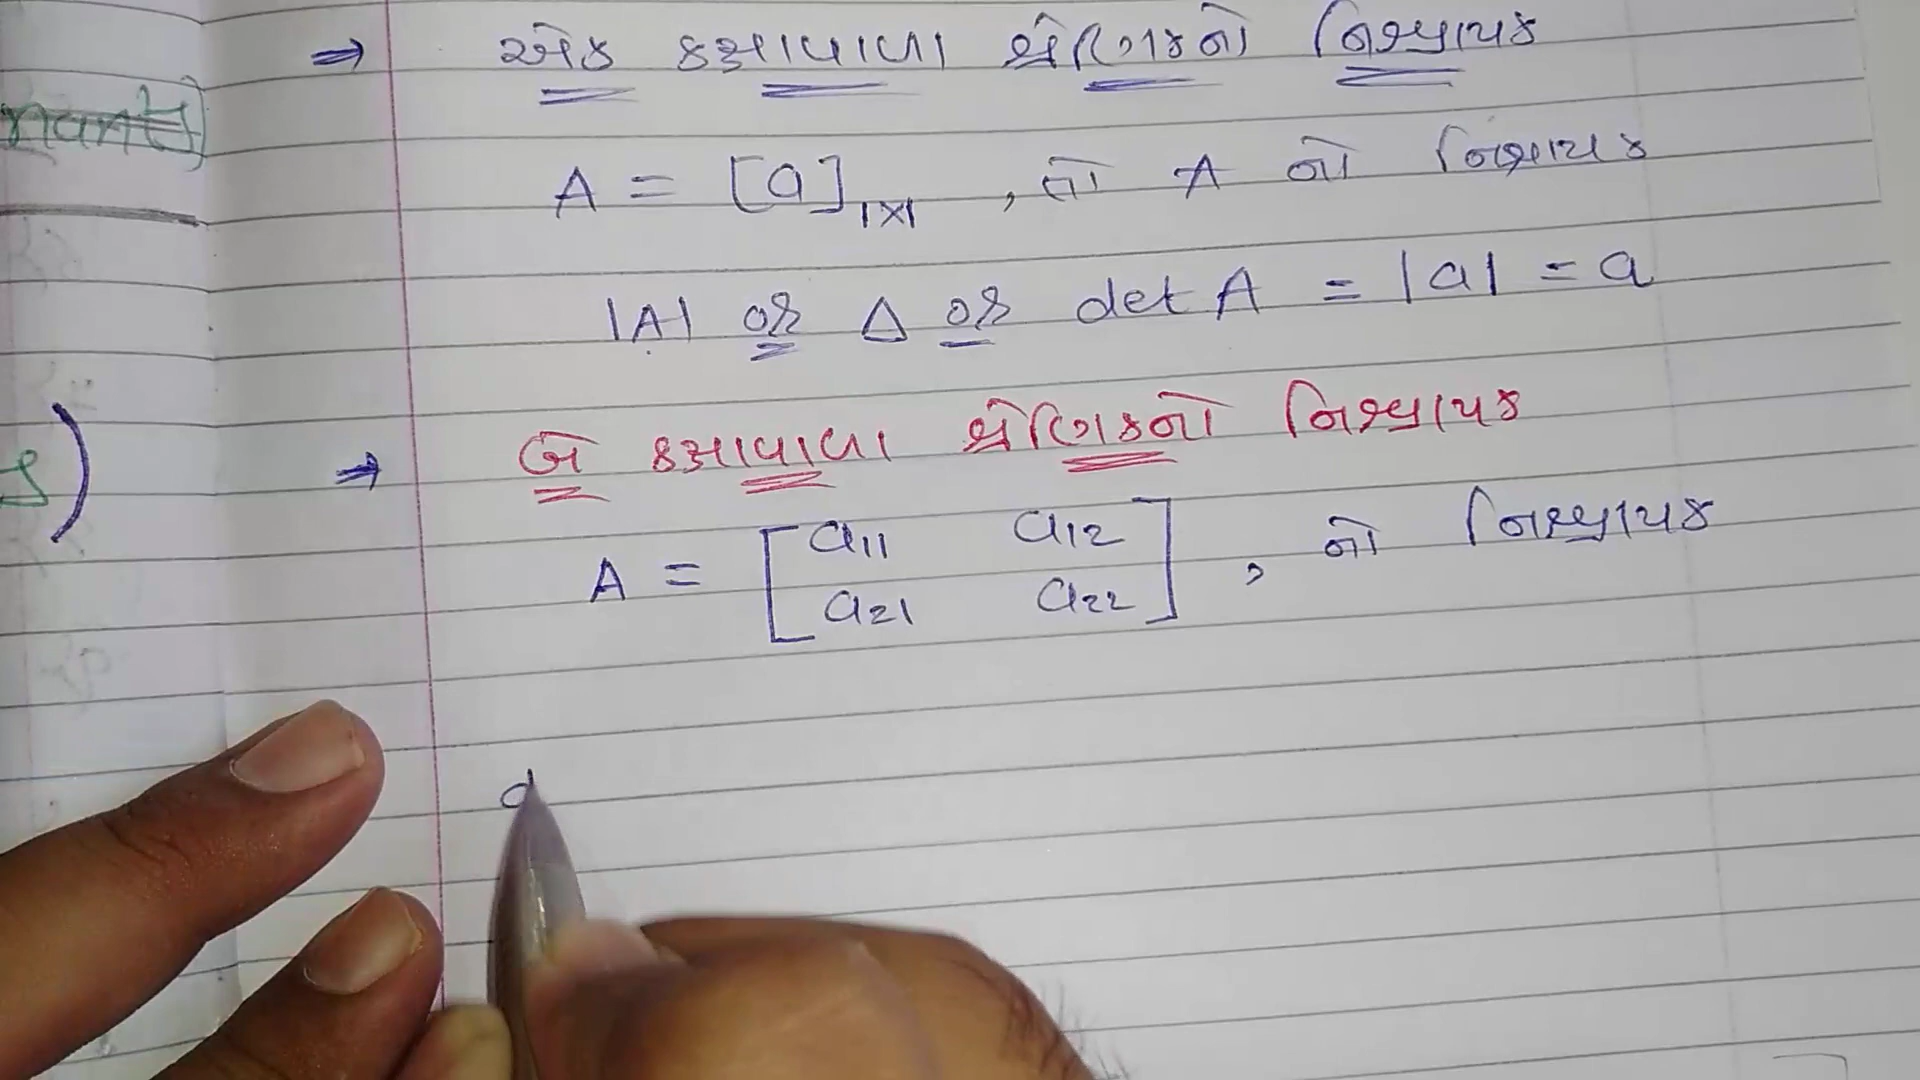 ⇒ એક કક્ષાવાળા શ્રેણિકનો નિશ્ચાયક
A = [a]₁ₓ₁ , તો A નો નિશ્ચાયક
|A| or Δ or det A = |a| = a
⇒ બે કક્ષાવાળા શ્રેણિકનો નિશ્ચાયક
A = [a₁₁ a₁₂
a₂₁ a₂₂] , નો નિશ્ચાયક
d